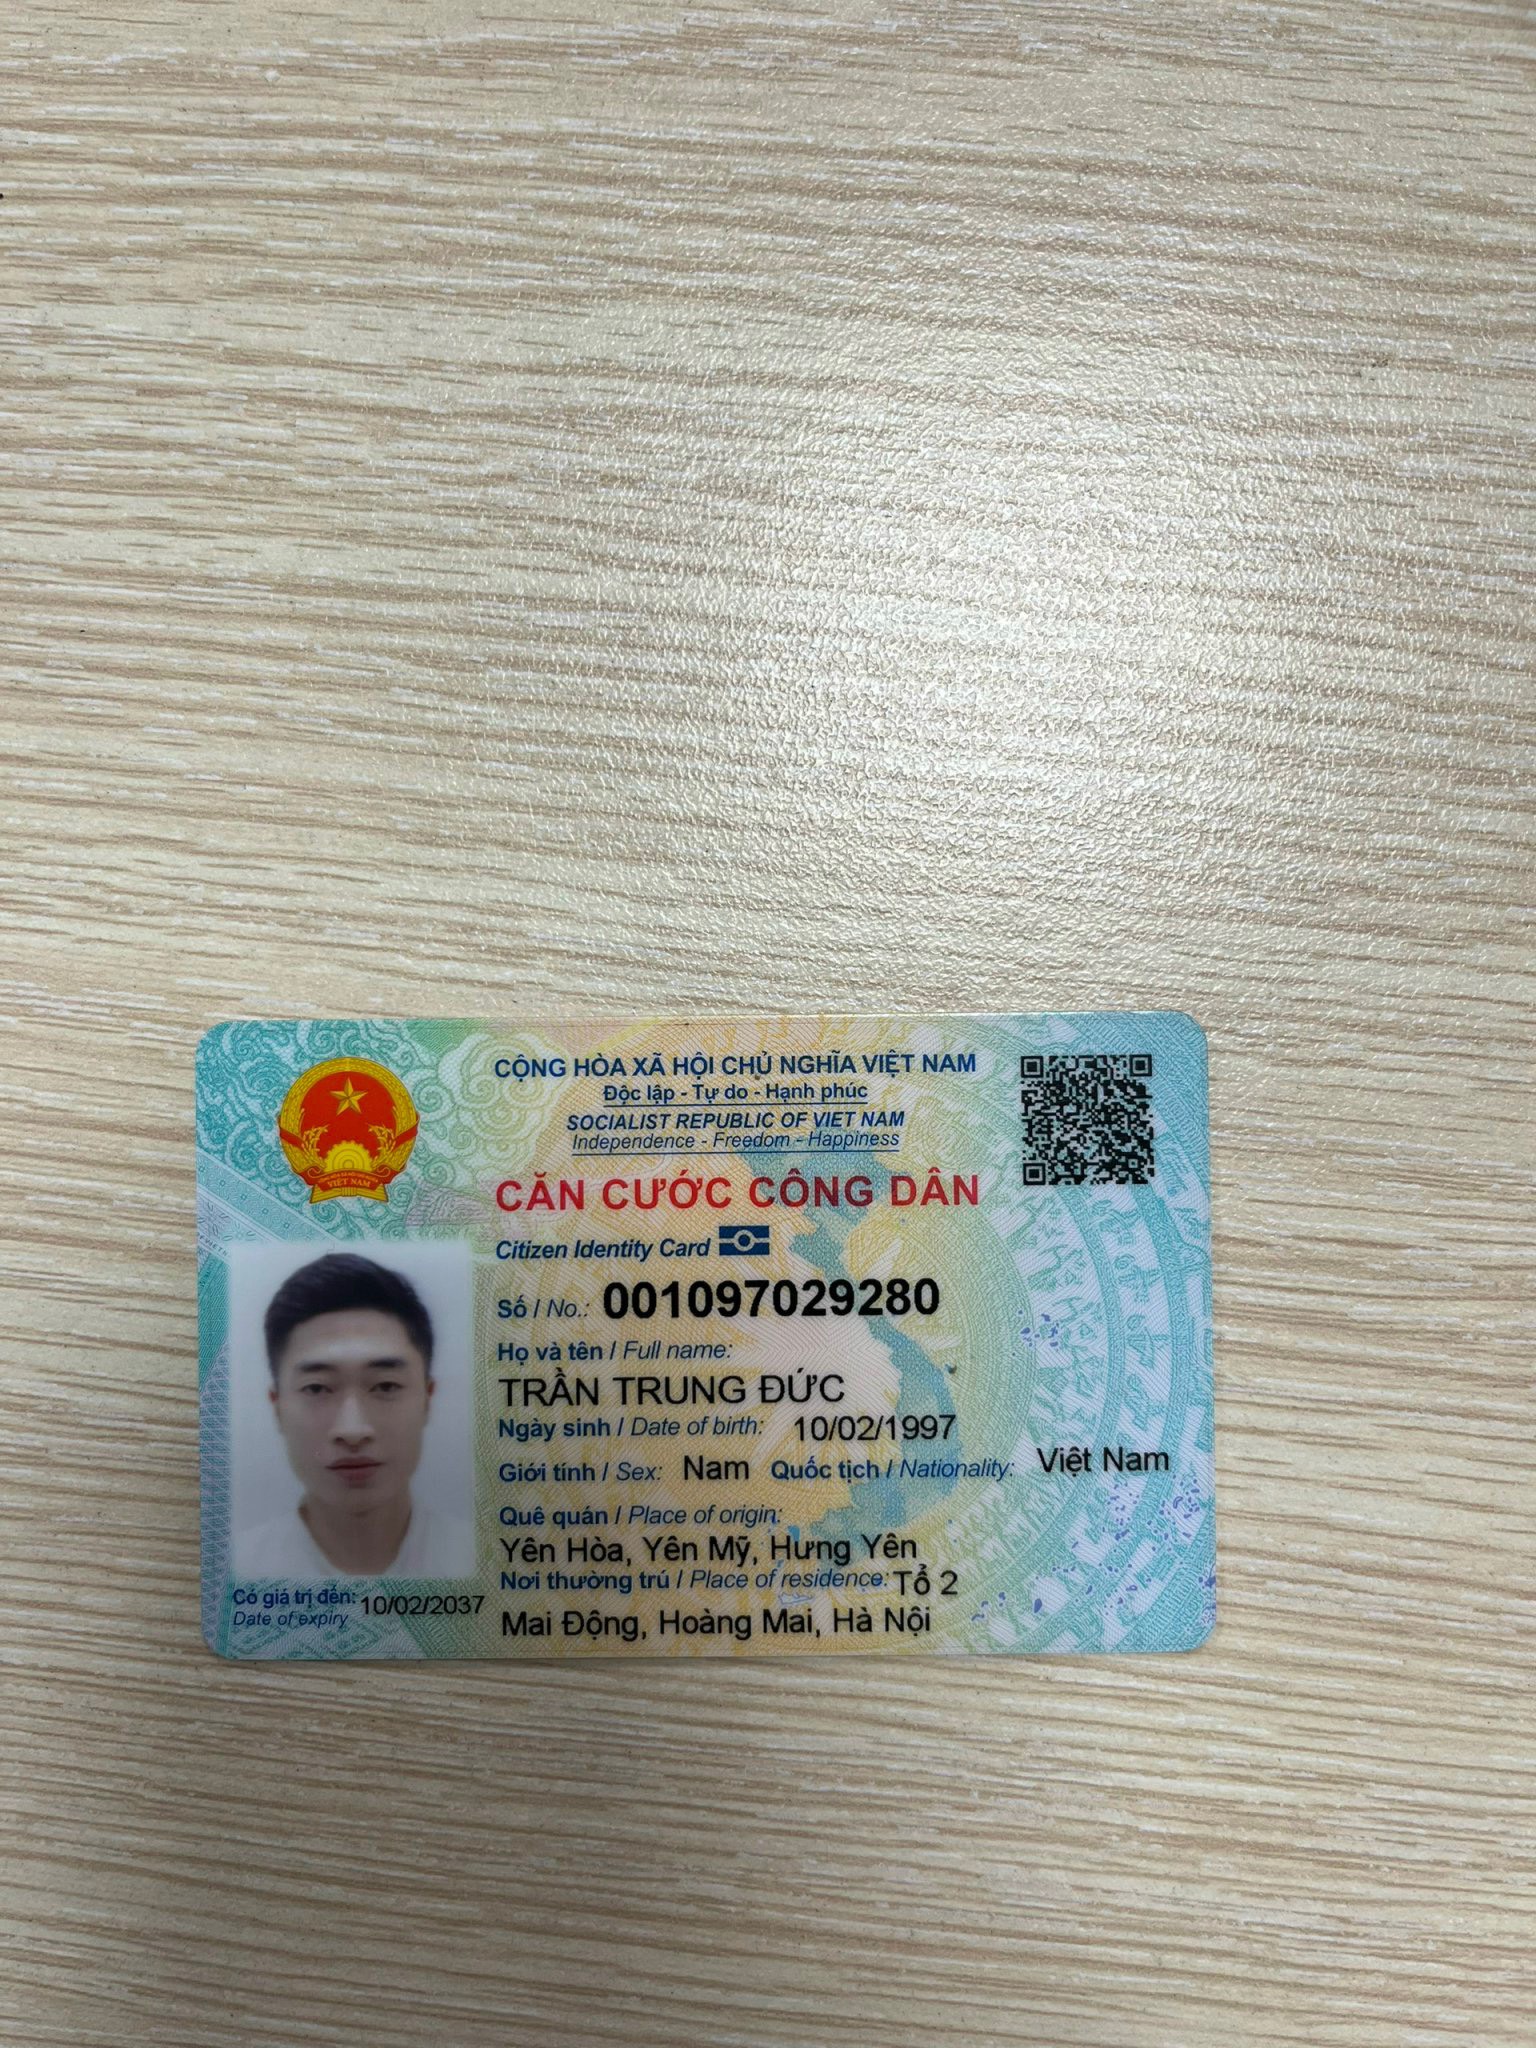 CỘNG HÒA XÃ HỘI CHỦ NGHĨA VIỆT NAM
Độc lập - Tự do - Hạnh phúc
SOCIALIST REPUBLIC OF VIET NAM
Independence - Freedom - Happiness
CĂN CƯỚC CÔNG DÂN
Citizen Identity Card
Số / No.: 001097029280
Họ và tên / Full name:
TRẦN TRUNG ĐỨC
Ngày sinh / Date of birth: 10/02/1997
Giới tính / Sex: Nam Quốc tịch / Nationality: Việt Nam
Quê quán / Place of origin:
Yên Hòa, Yên Mỹ, Hưng Yên
Nơi thường trú / Place of residence: Tổ 2
Mai Động, Hoàng Mai, Hà Nội
Có giá trị đến: 10/02/2037
Date of expiry
VIỆT NAM